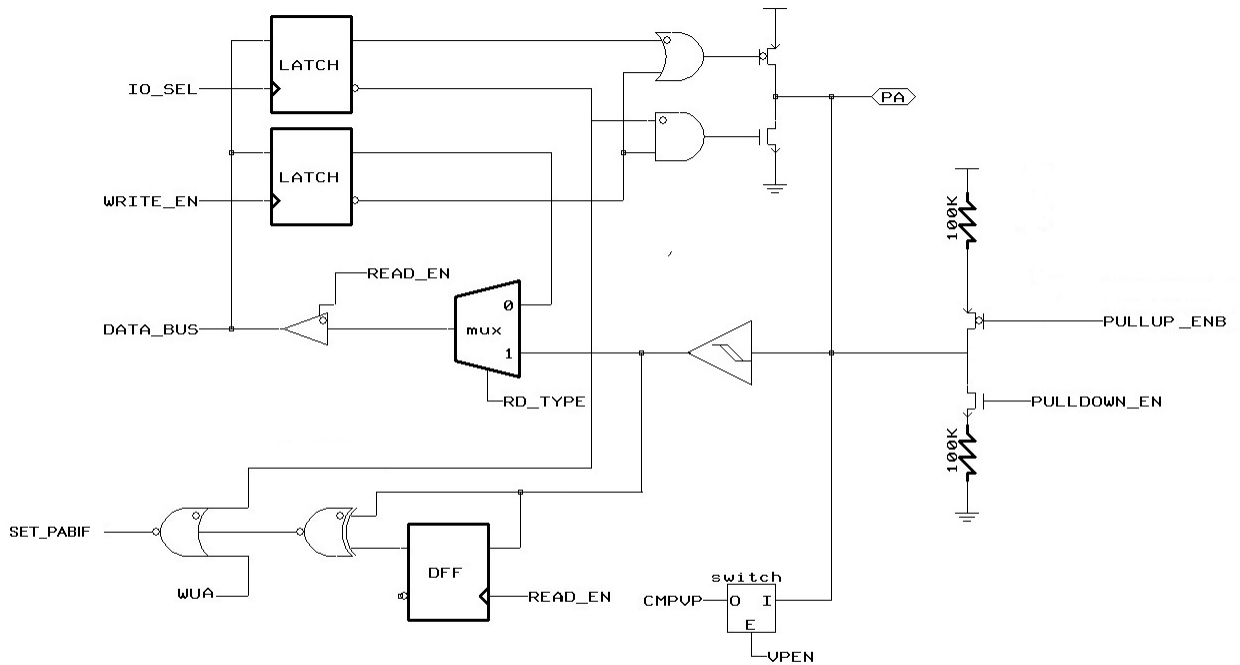 LATCH
IO_SEL
PA
LATCH
WRITE_EN
100K
READ_EN
0
DATA_BUS
mux
1
PULLUP_ENB
RD_TYPE
PULLDOWN_EN
100K
SET_PABIF
DFF
WUA
READ_EN
switch
CMPVP
O I
E
VPEN